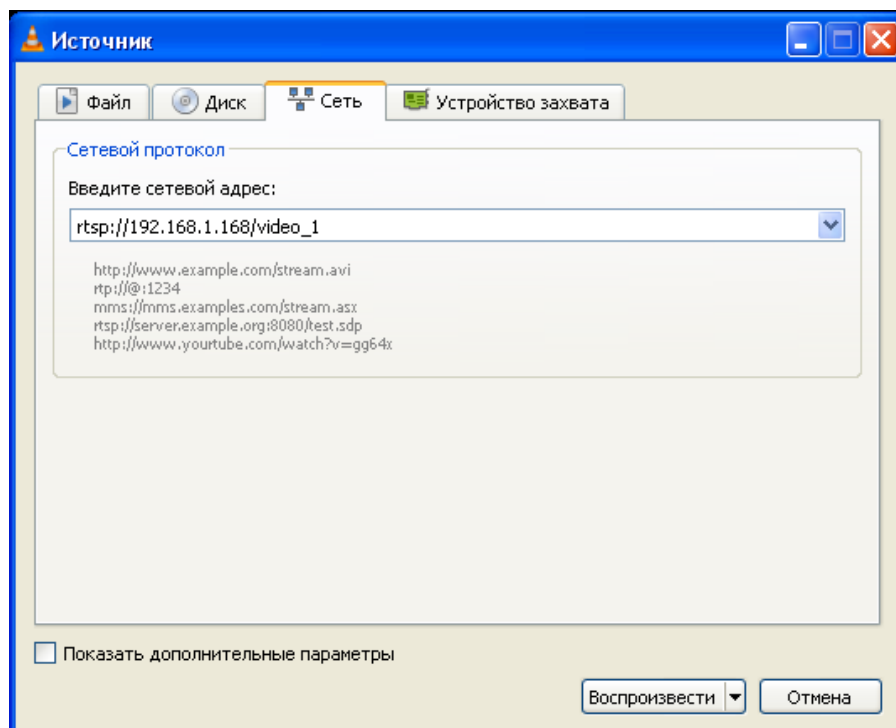 Источник
Файл
Диск
Сеть
Устройство захвата
Сетевой протокол
Введите сетевой адрес:
rtsp://192.168.1.168/video_1
http://www.example.com/stream.avi
rtp://@:1234
mms://mms.examples.com/stream.asx
rtsp://server.example.org:8080/test.sdp
http://www.yourtube.com/watch?v=gg64x
Показать дополнительные параметры
Воспроизвести
Отмена